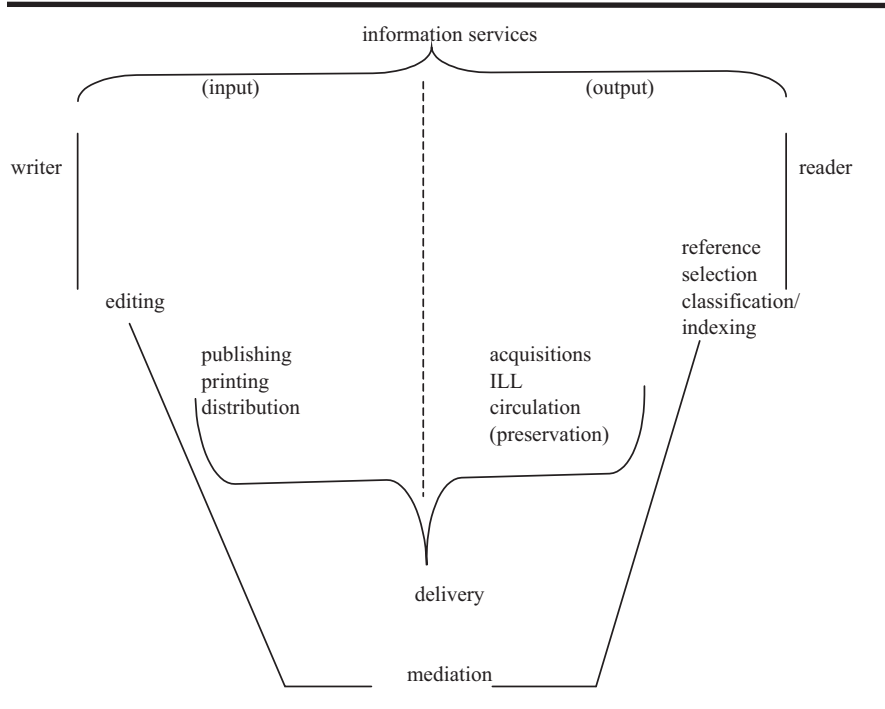 information services
(input)
(output)
writer
reader
editing
reference
selection
classification/
indexing
publishing
printing
distribution
acquisitions
ILL
circulation
(preservation)
delivery
mediation